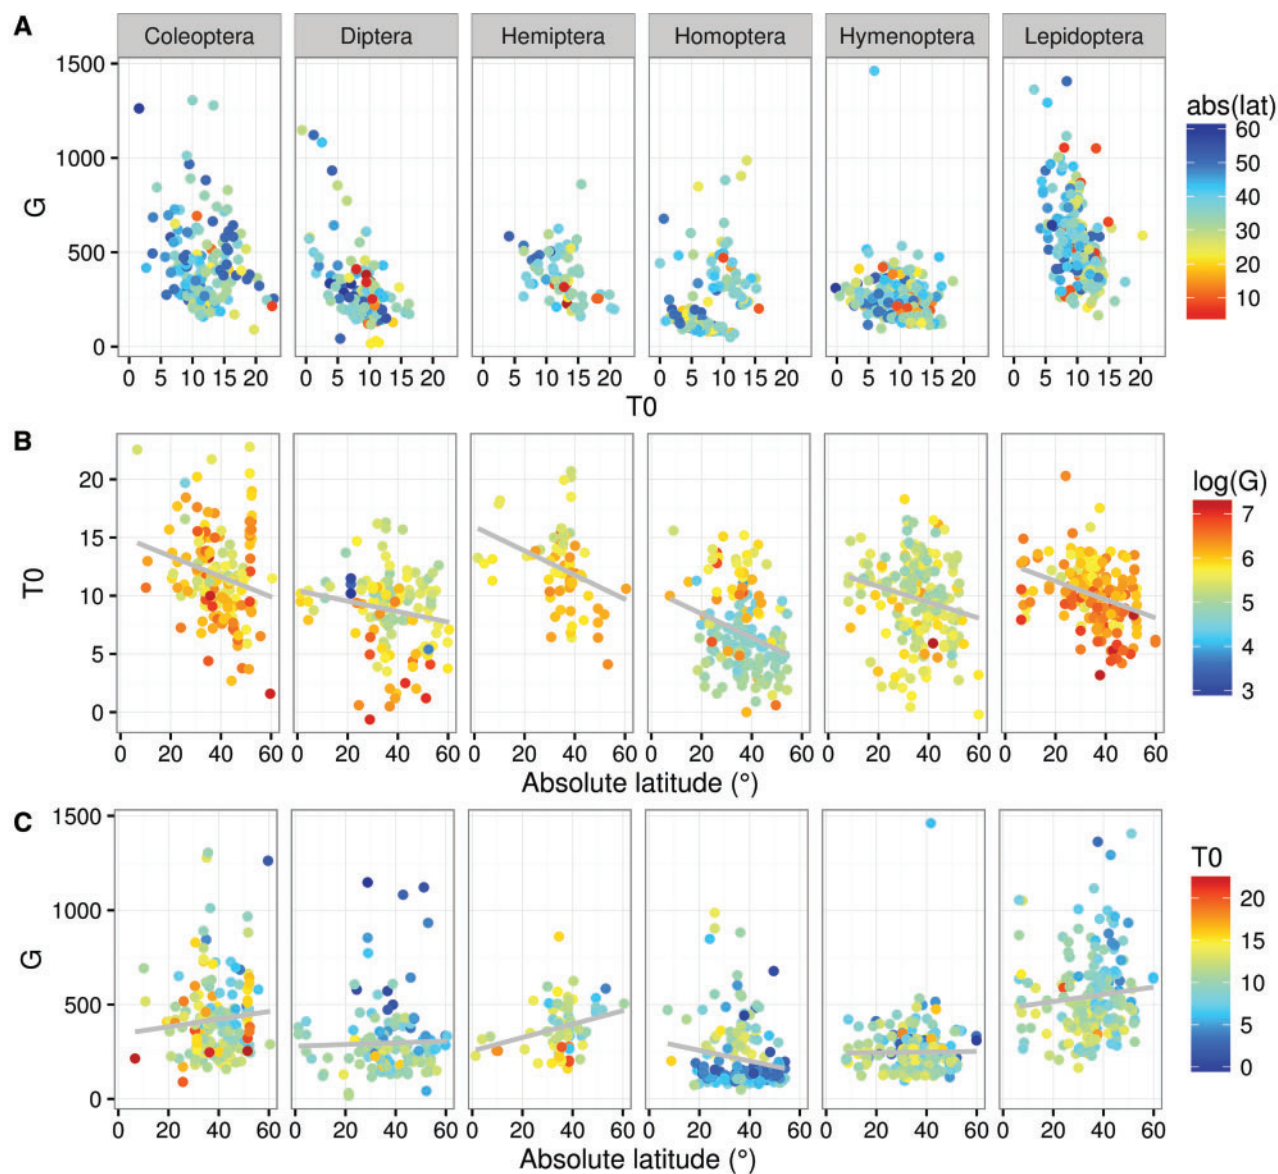 A
Coleoptera Diptera Hemiptera Homoptera Hymenoptera Lepidoptera
1500
1000
500
0
G
0 5 10 15 20 0 5 10 15 20 0 5 10 15 20 0 5 10 15 20 0 5 10 15 20 0 5 10 15 20
T0
abs(lat)
60
50
40
30
20
10
B
20
15
10
5
0
T0
0 20 40 60 0 20 40 60 0 20 40 60 0 20 40 60 0 20 40 60 0 20 40 60
Absolute latitude (°)
log(G)
7
6
5
4
3
C
1500
1000
500
0
G
0 20 40 60 0 20 40 60 0 20 40 60 0 20 40 60 0 20 40 60 0 20 40 60
Absolute latitude (°)
T0
20
15
10
5
0